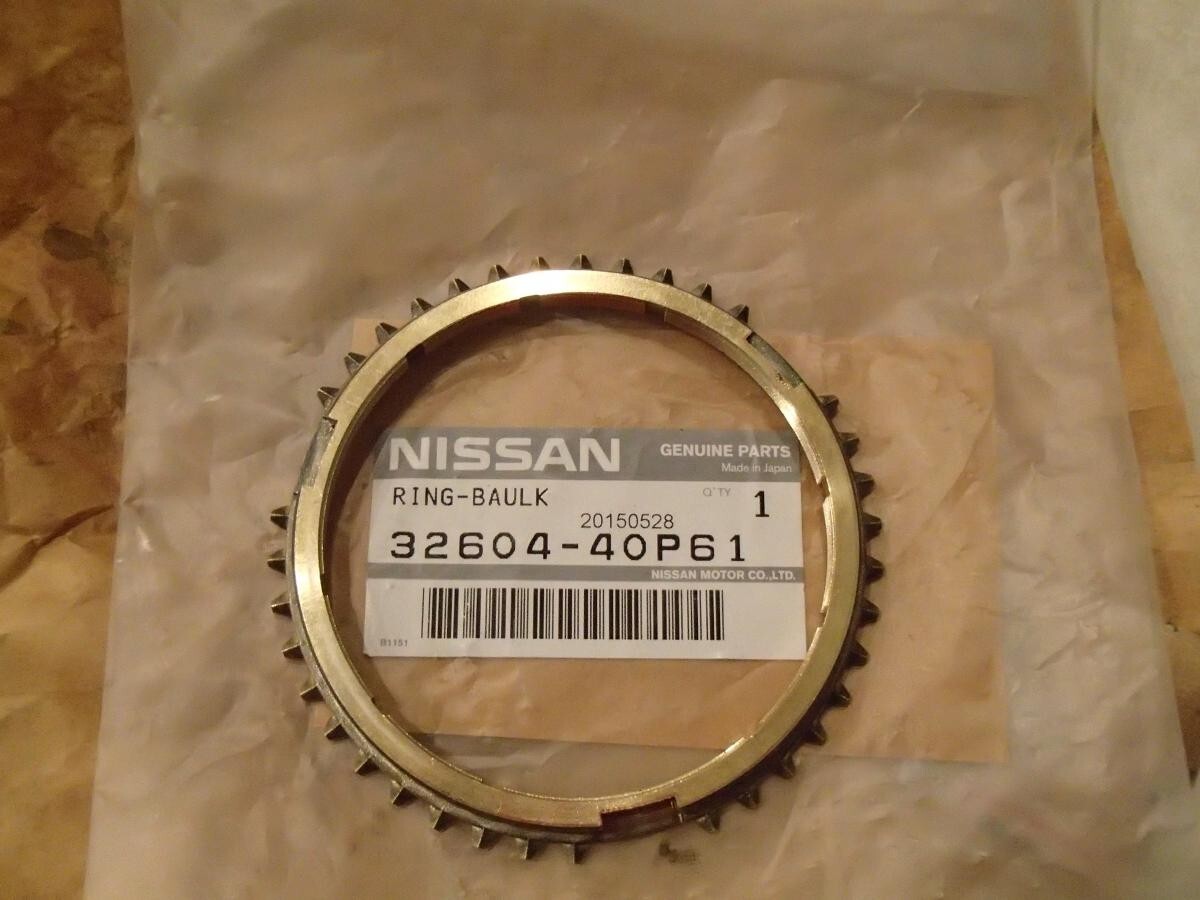 NISSAN GENUINE PARTS
Made in Japan
RING-BAULK Q'TY 1
20150528
32604-40P61
NISSAN MOTOR CO.,LTD.
B1151